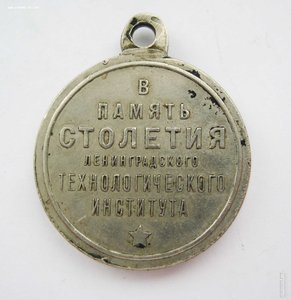 В
ПАМЯТЬ
СТОЛЕТИЯ
ЛЕНИНГРАДСКОГО
ТЕХНОЛОГИЧЕСКОГО
ИНСТИТУТА